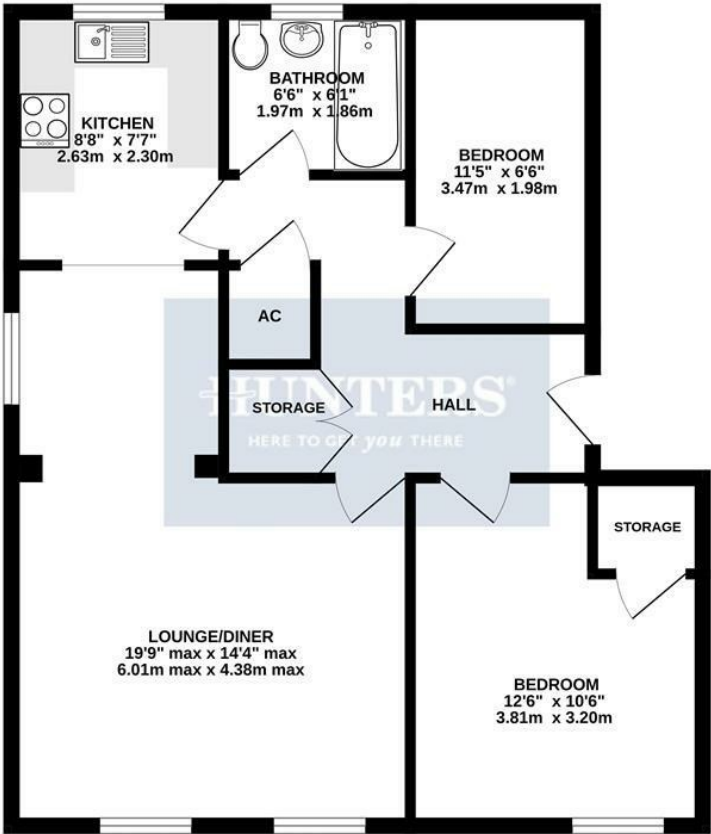 KITCHEN
8'8" x 7'7"
2.63m x 2.30m
BATHROOM
6'6" x 6'1"
1.97m x 1.86m
BEDROOM
11'5" x 6'6"
3.47m x 1.98m
AC
STORAGE
HALL
HUNTERS®
HERE TO GET you THERE
STORAGE
LOUNGE/DINER
19'9" max x 14'4" max
6.01m max x 4.38m max
BEDROOM
12'6" x 10'6"
3.81m x 3.20m